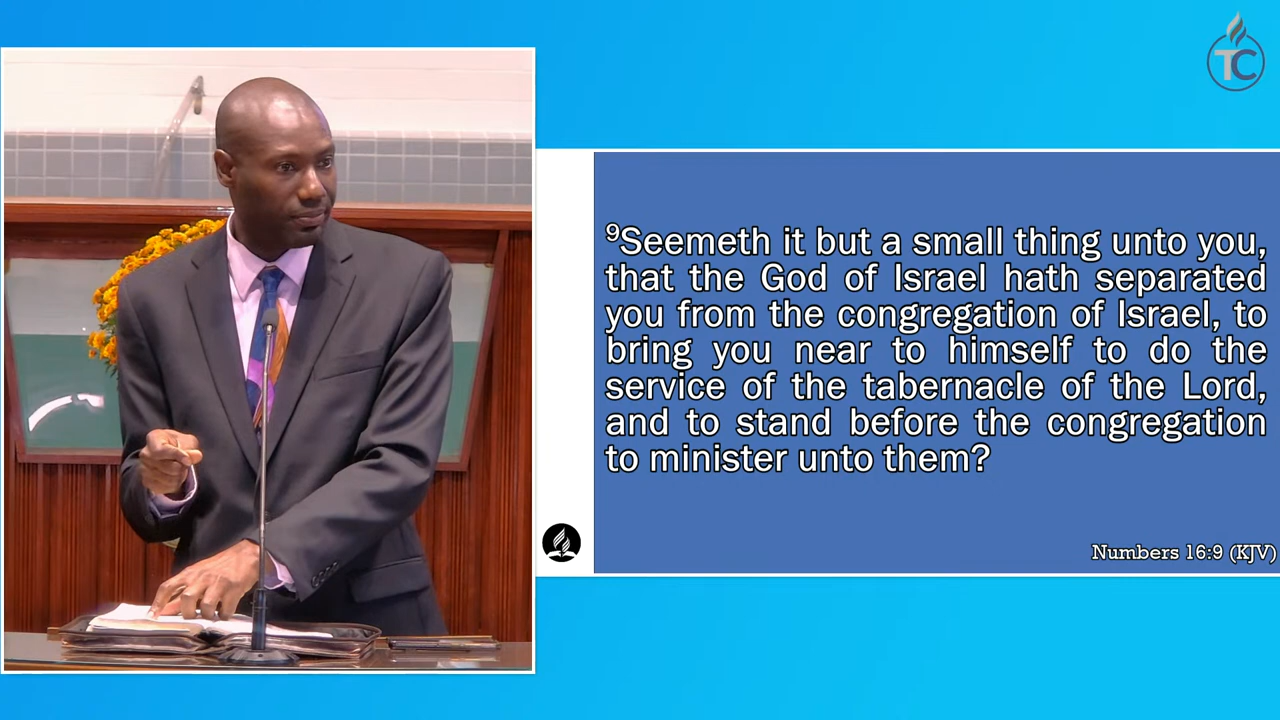 TC
9Seemeth it but a small thing unto you,
that the God of Israel hath separated
you from the congregation of Israel, to
bring you near to himself to do the
service of the tabernacle of the Lord,
and to stand before the congregation
to minister unto them?
Numbers 16:9 (KJV)